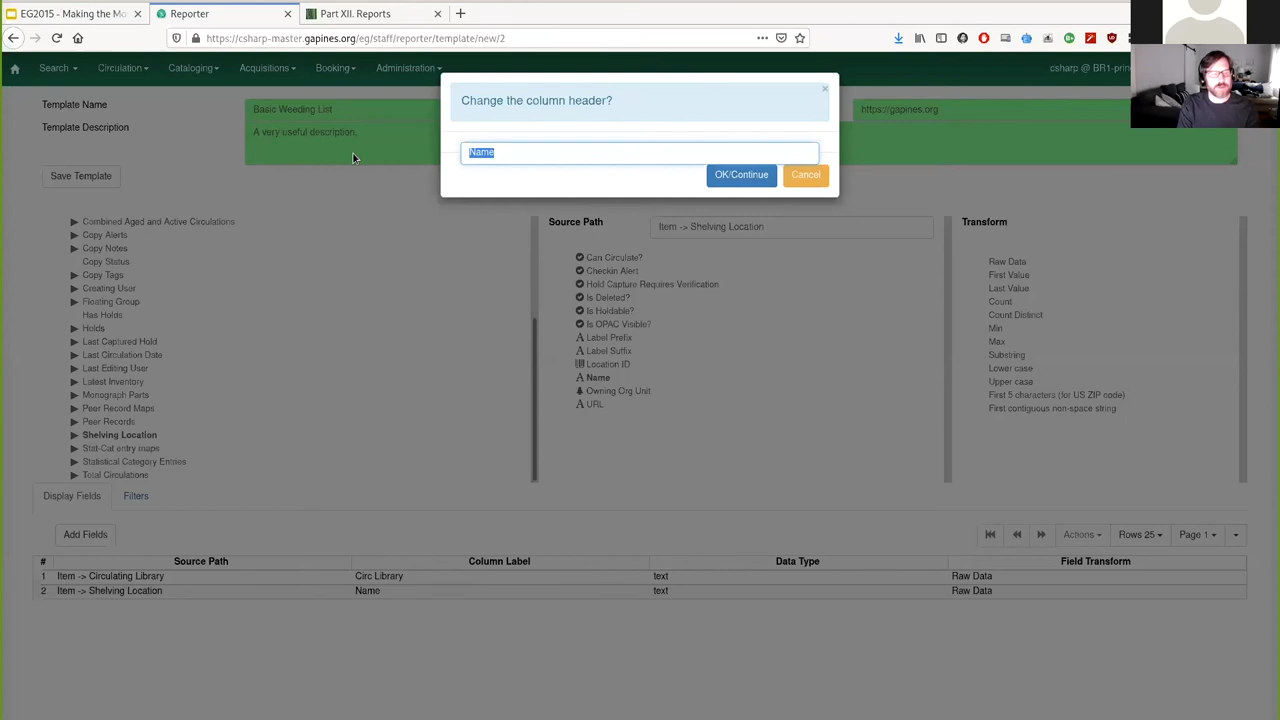 EG2015 - Making the Mo
Reporter
Part XII. Reports
https://csharp-master.gapines.org/eg/staff/reporter/template/new/2
Search
Circulation
Cataloging
Acquisitions
Booking
Administration
csharp @ BR1-prin
Template Name
Basic Weeding List
https://gapines.org
Template Description
A very useful description.
Save Template
Change the column header?
×
Name
OK/Continue
Cancel
Combined Aged and Active Circulations
Copy Alerts
Copy Notes
Copy Status
Copy Tags
Creating User
Floating Group
Has Holds
Holds
Last Captured Hold
Last Circulation Date
Last Editing User
Latest Inventory
Monograph Parts
Peer Record Maps
Peer Records
Shelving Location
Stat-Cat entry maps
Statistical Category Entries
Total Circulations
Source Path
Item -> Shelving Location
Can Circulate?
Checkin Alert
Hold Capture Requires Verification
Is Deleted?
Is Holdable?
Is OPAC Visible?
Label Prefix
Label Suffix
Location ID
Name
Owning Org Unit
URL
Transform
Raw Data
First Value
Last Value
Count
Count Distinct
Min
Max
Substring
Lower case
Upper case
First 5 characters (for US ZIP code)
First contiguous non-space string
Display Fields
Filters
Add Fields
Actions
Rows 25
Page 1
# Source Path Column Label Data Type Field Transform
1 Item -> Circulating Library Circ Library text Raw Data
2 Item -> Shelving Location Name text Raw Data